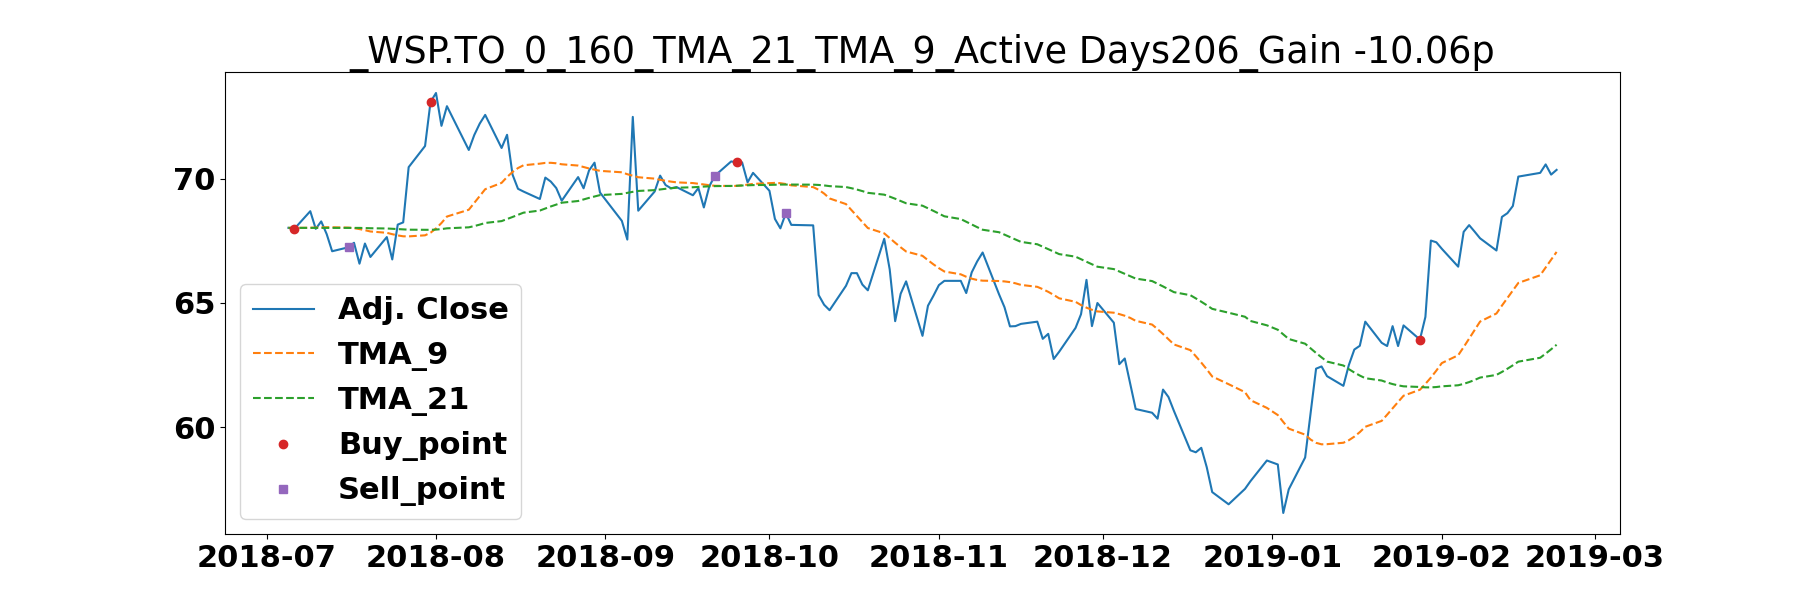 _WSP.TO_0_160_TMA_21_TMA_9_Active Days206_Gain -10.06p
70
65
60
Adj. Close
TMA_9
TMA_21
Buy_point
Sell_point
2018-07 2018-08 2018-09 2018-10 2018-11 2018-12 2019-01 2019-02 2019-03